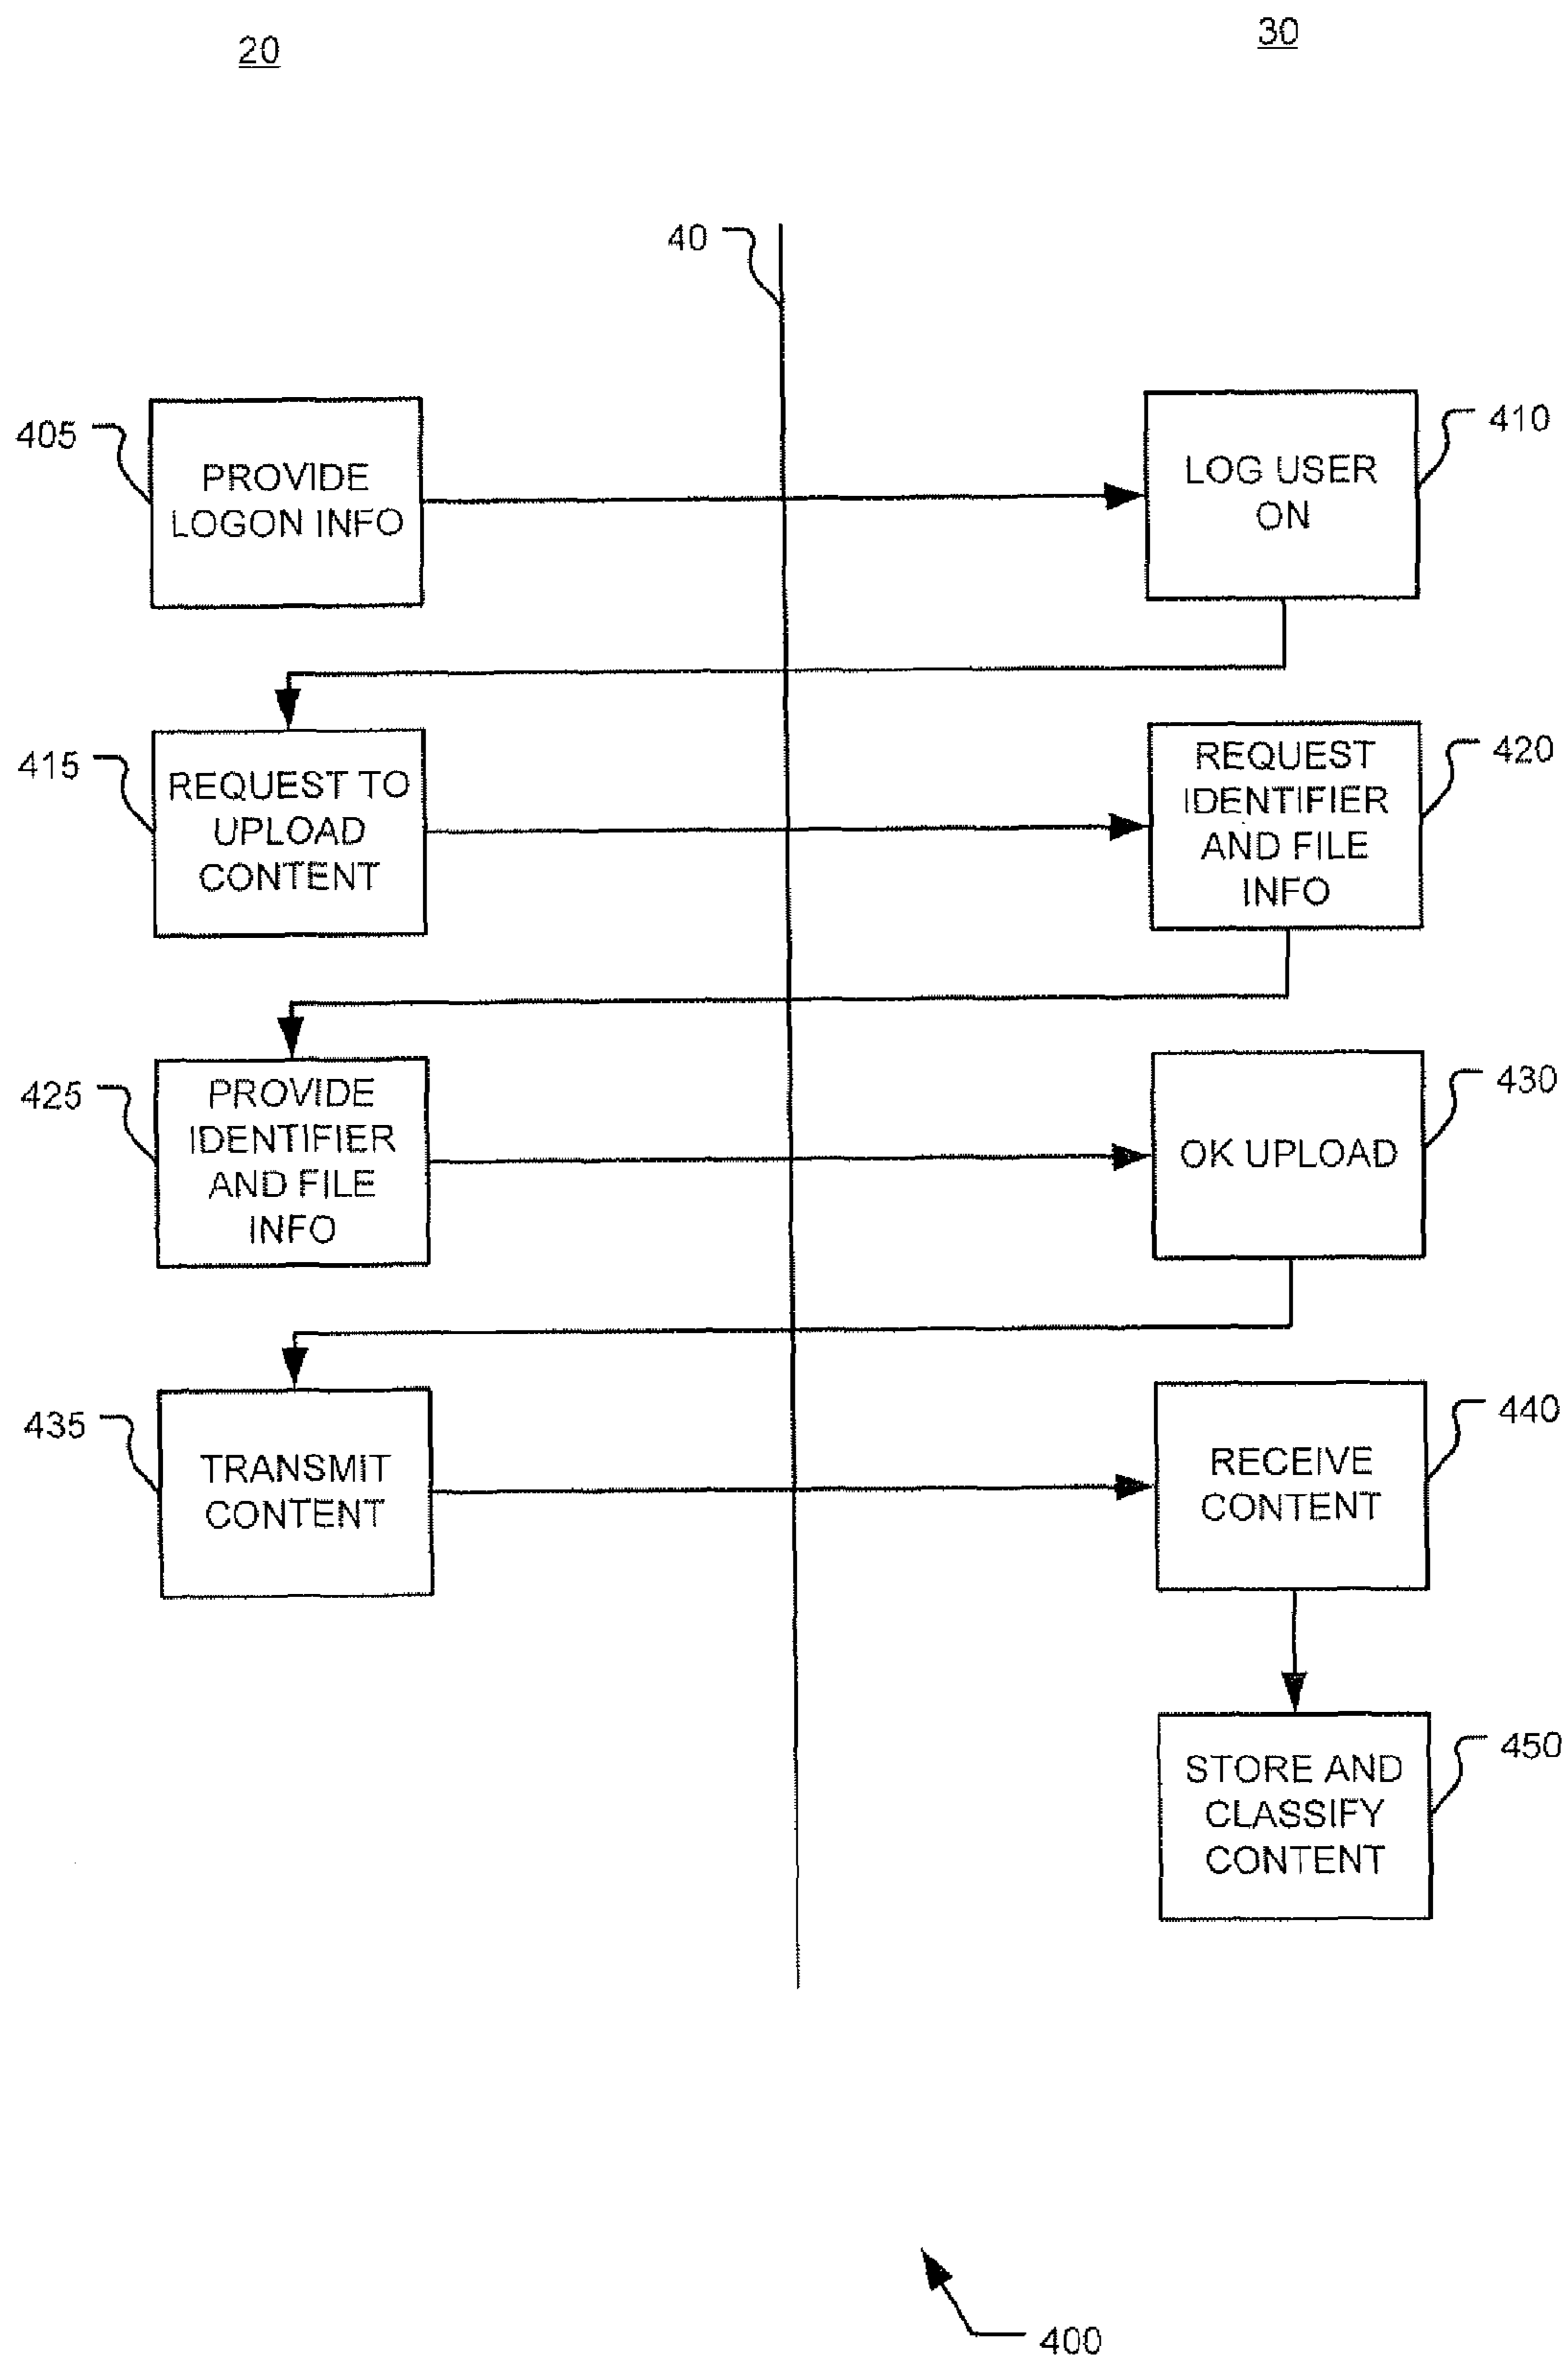 20
30
40
405
PROVIDE
LOGON INFO
LOG USER
ON
410
415
REQUEST TO
UPLOAD
CONTENT
REQUEST
IDENTIFIER
AND FILE
INFO
420
425
PROVIDE
IDENTIFIER
AND FILE
INFO
OK UPLOAD
430
435
TRANSMIT
CONTENT
RECEIVE
CONTENT
440
STORE AND
CLASSIFY
CONTENT
450
400